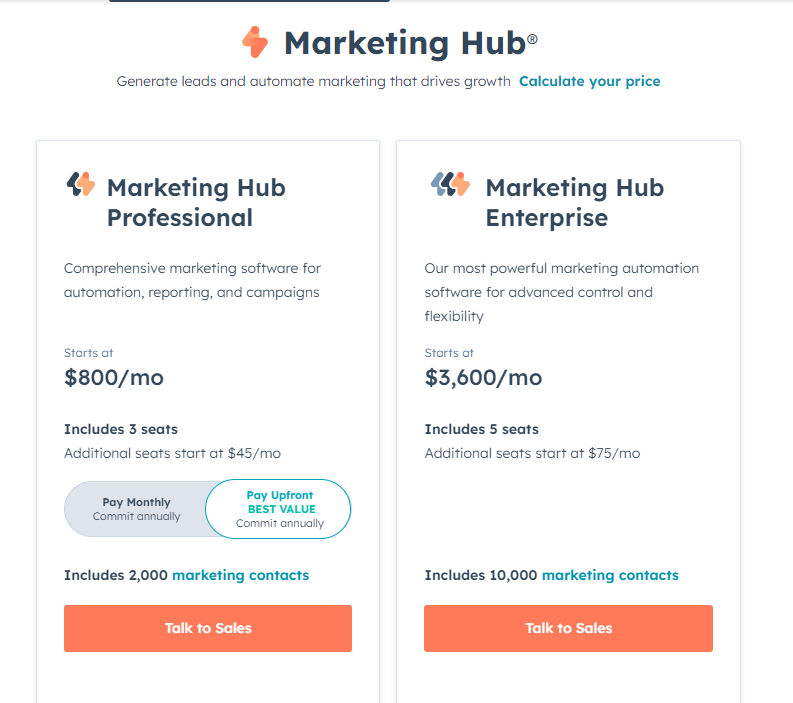 Marketing Hub®
Generate leads and automate marketing that drives growth Calculate your price
Marketing Hub
Professional
Comprehensive marketing software for
automation, reporting, and campaigns
Starts at
$800/mo
Includes 3 seats
Additional seats start at $45/mo
Pay Monthly
Commit annually
Pay Upfront
BEST VALUE
Commit annually
Includes 2,000 marketing contacts
Talk to Sales
Marketing Hub
Enterprise
Our most powerful marketing automation
software for advanced control and
flexibility
Starts at
$3,600/mo
Includes 5 seats
Additional seats start at $75/mo
Includes 10,000 marketing contacts
Talk to Sales